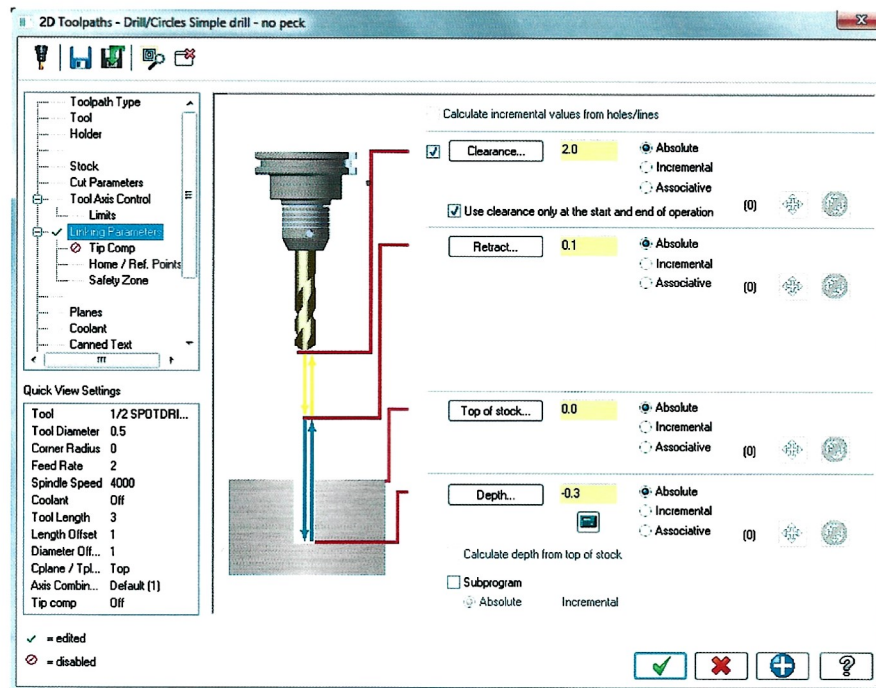 2D Toolpaths - Drill/Circles Simple drill - no peck
Toolpath Type
Tool
Holder
Stock
Cut Parameters
Tool Axis Control
Limits
Linking Parameters
Tip Comp
Home / Ref. Points
Safety Zone
Planes
Coolant
Canned Text
Quick View Settings
Tool 1/2 SPOTDRI...
Tool Diameter 0.5
Corner Radius 0
Feed Rate 2
Spindle Speed 4000
Coolant Off
Tool Length 3
Length Offset 1
Diameter Off... 1
Cplane / Tpl... Top
Axis Combin... Default (1)
Tip comp Off
= edited
= disabled
Calculate incremental values from holes/lines
Clearance... 2.0 Absolute
Incremental
Associative
Use clearance only at the start and end of operation (0)
Retract... 0.1 Absolute
Incremental
Associative (0)
Top of stock... 0.0 Absolute
Incremental
Associative (0)
Depth... -0.3 Absolute
Incremental
Associative (0)
Calculate depth from top of stock
Subprogram
Absolute Incremental